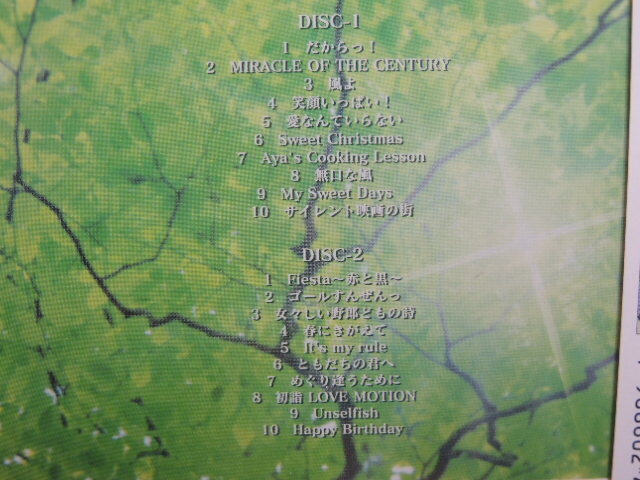 DISC-1
1 だからっ！
2 MIRACLE OF THE CENTURY
3 風よ
4 笑顔いっぱい！
5 愛なんていらない
6 Sweet Christmas
7 Aya's Cooking Lesson
8 無口な風
9 My Sweet Days
10 サイレント映画の街
DISC-2
1 Fiesta〜赤と黒〜
2 ゴールすんぜんっ
3 女々しい野郎どもの詩
4 春にきがえて
5 It's my rule
6 ともだちの君へ
7 めぐり逢うために
8 初詣 LOVE MOTION
9 Unselfish
10 Happy Birthday